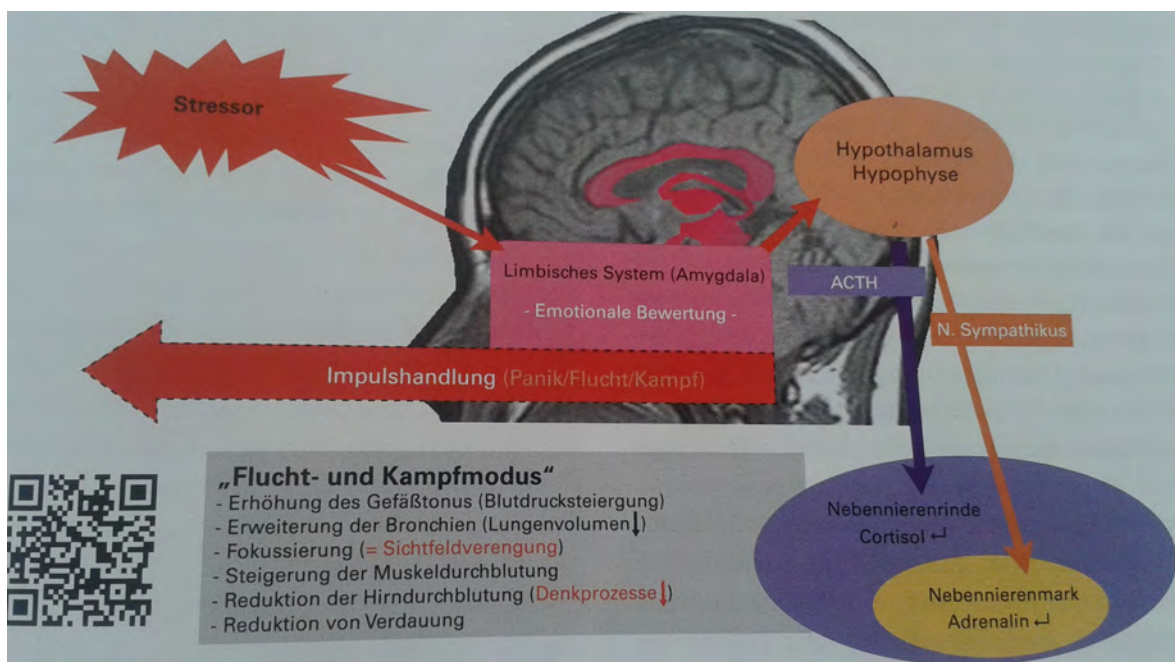 Stressor
Hypothalamus
Hypophyse
Limbisches System (Amygdala)
- Emotionale Bewertung -
ACTH
N. Sympathikus
Impulshandlung (Panik/Flucht/Kampf)
„Flucht- und Kampfmodus“
- Erhöhung des Gefäßtonus (Blutdrucksteiergung)
- Erweiterung der Bronchien (Lungenvolumen↓)
- Fokussierung (= Sichtfeldverengung)
- Steigerung der Muskeldurchblutung
- Reduktion der Hirndurchblutung (Denkprozesse↓)
- Reduktion von Verdauung
Nebennierenrinde
Cortisol ↵
Nebennierenmark
Adrenalin ↵